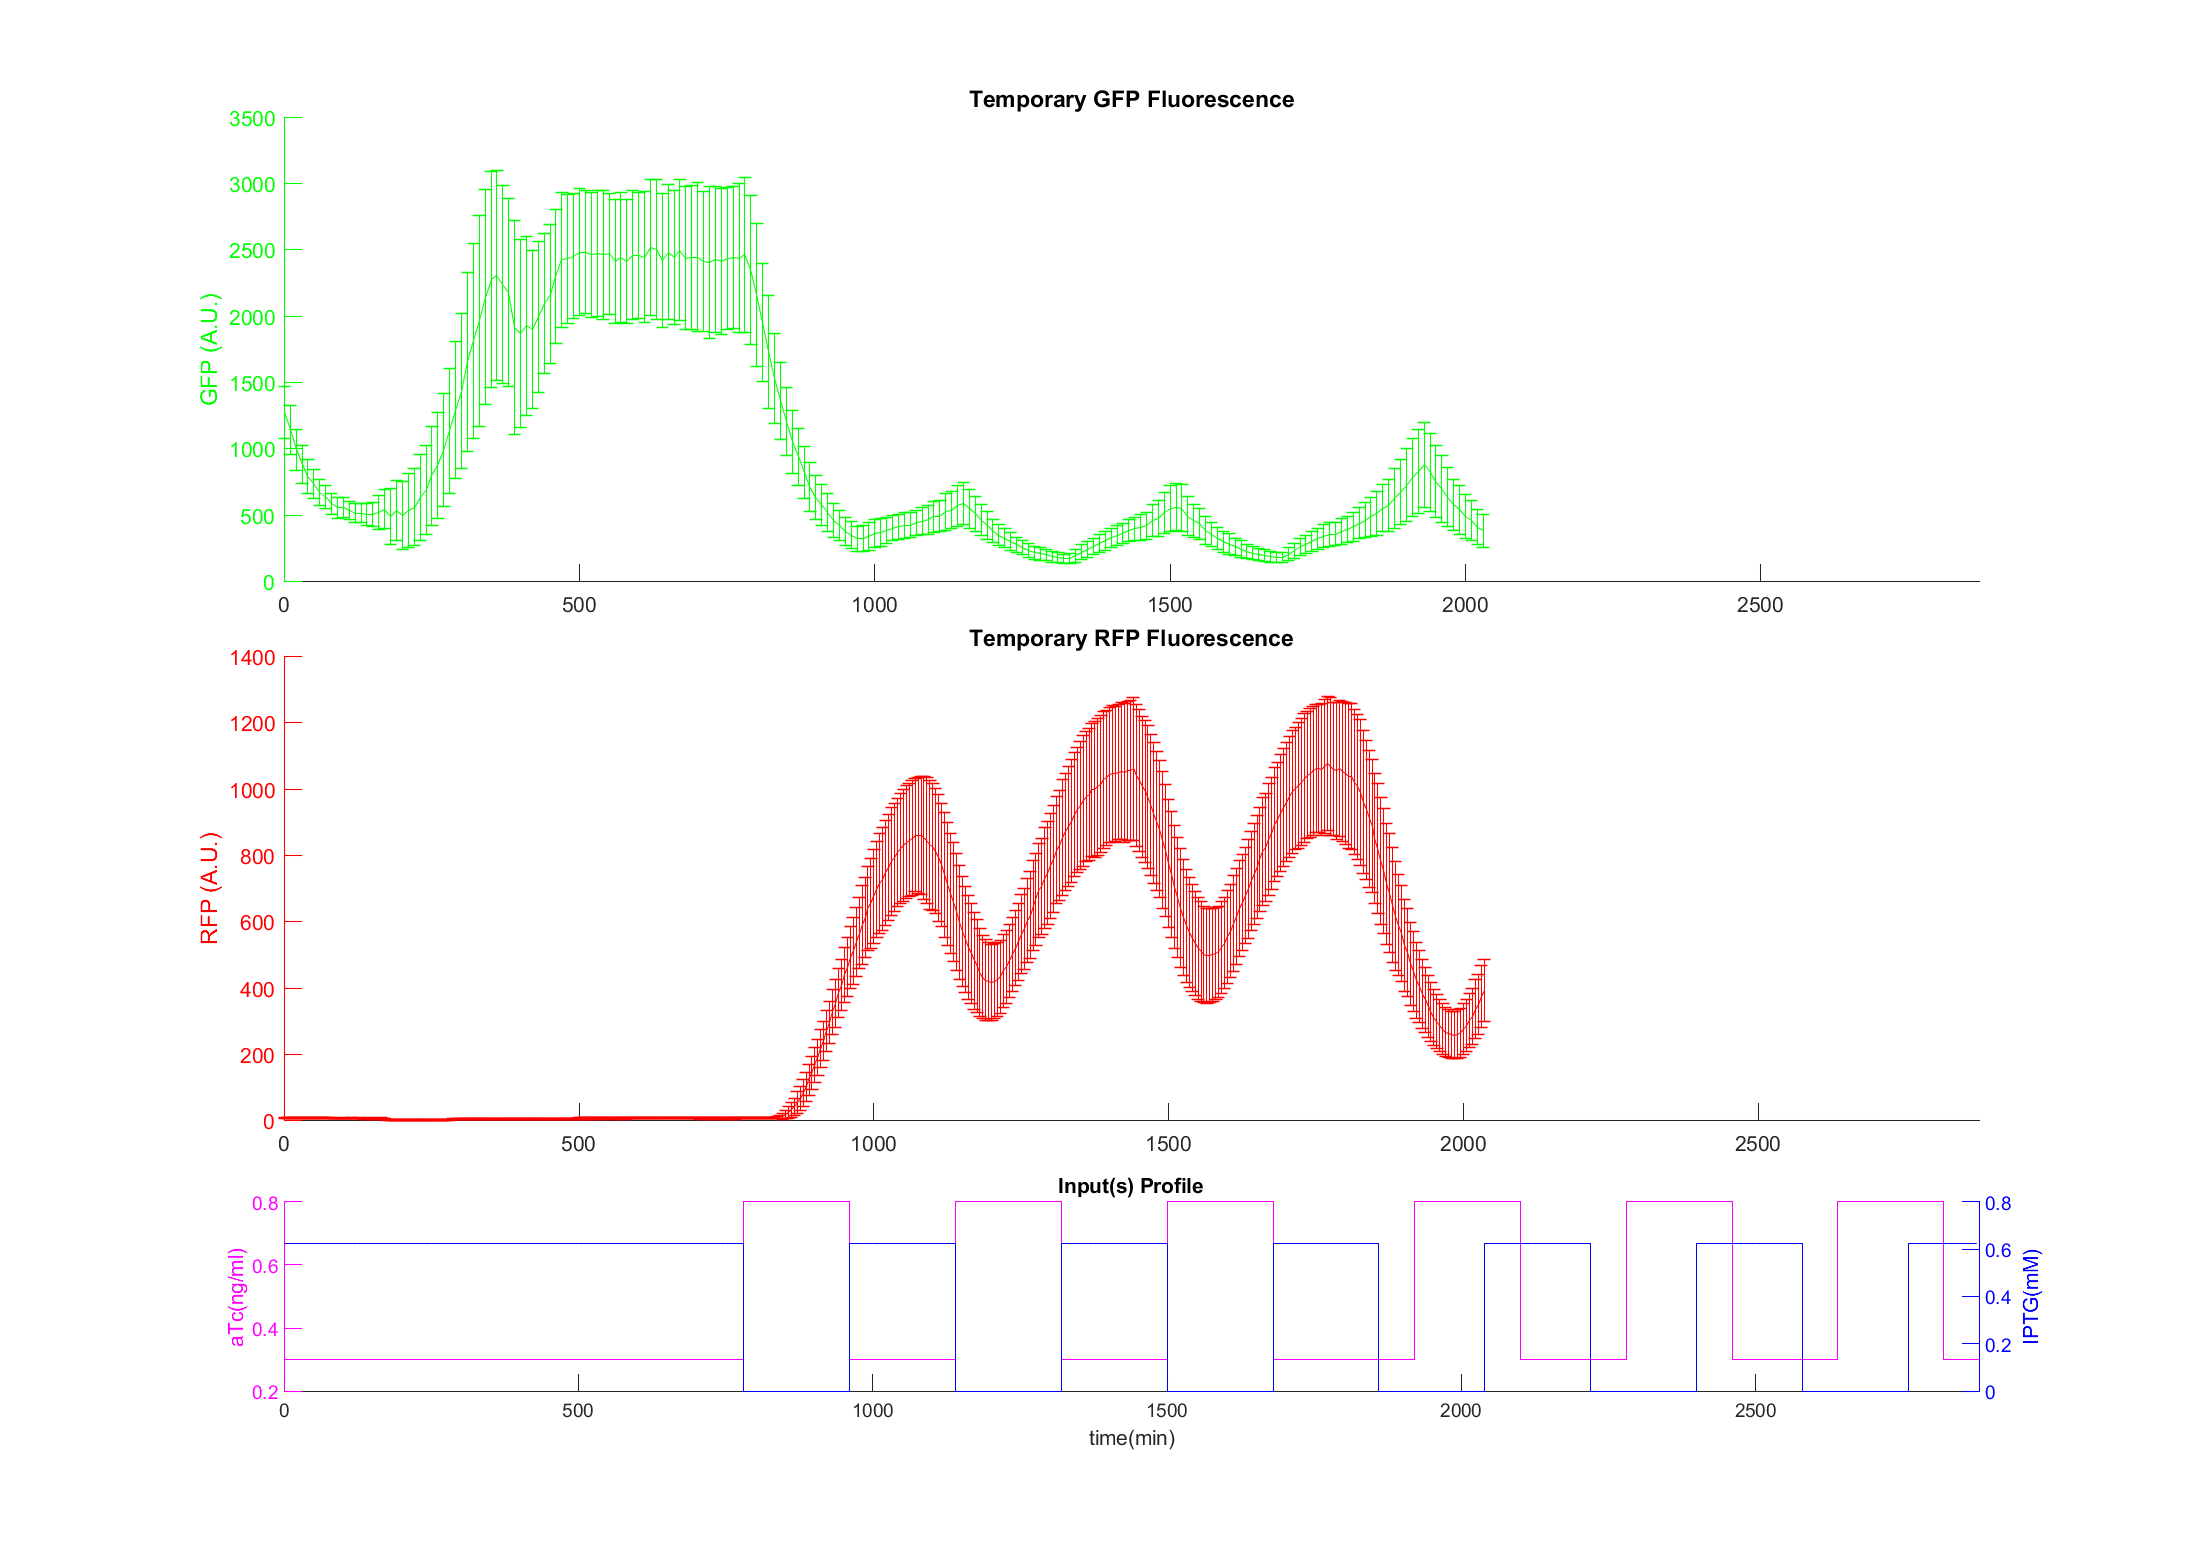 Temporary GFP Fluorescence
3500
3000
2500
2000
1500
1000
500
0
GFP (A.U.)
0 500 1000 1500 2000 2500
Temporary RFP Fluorescence
1400
1200
1000
800
600
400
200
0
RFP (A.U.)
0 500 1000 1500 2000 2500
Input(s) Profile
0.8
0.6
0.4
0.2
aTc(ng/ml)
0.8
0.6
0.4
0.2
0
IPTG(mM)
0 500 1000 1500 2000 2500
time(min)